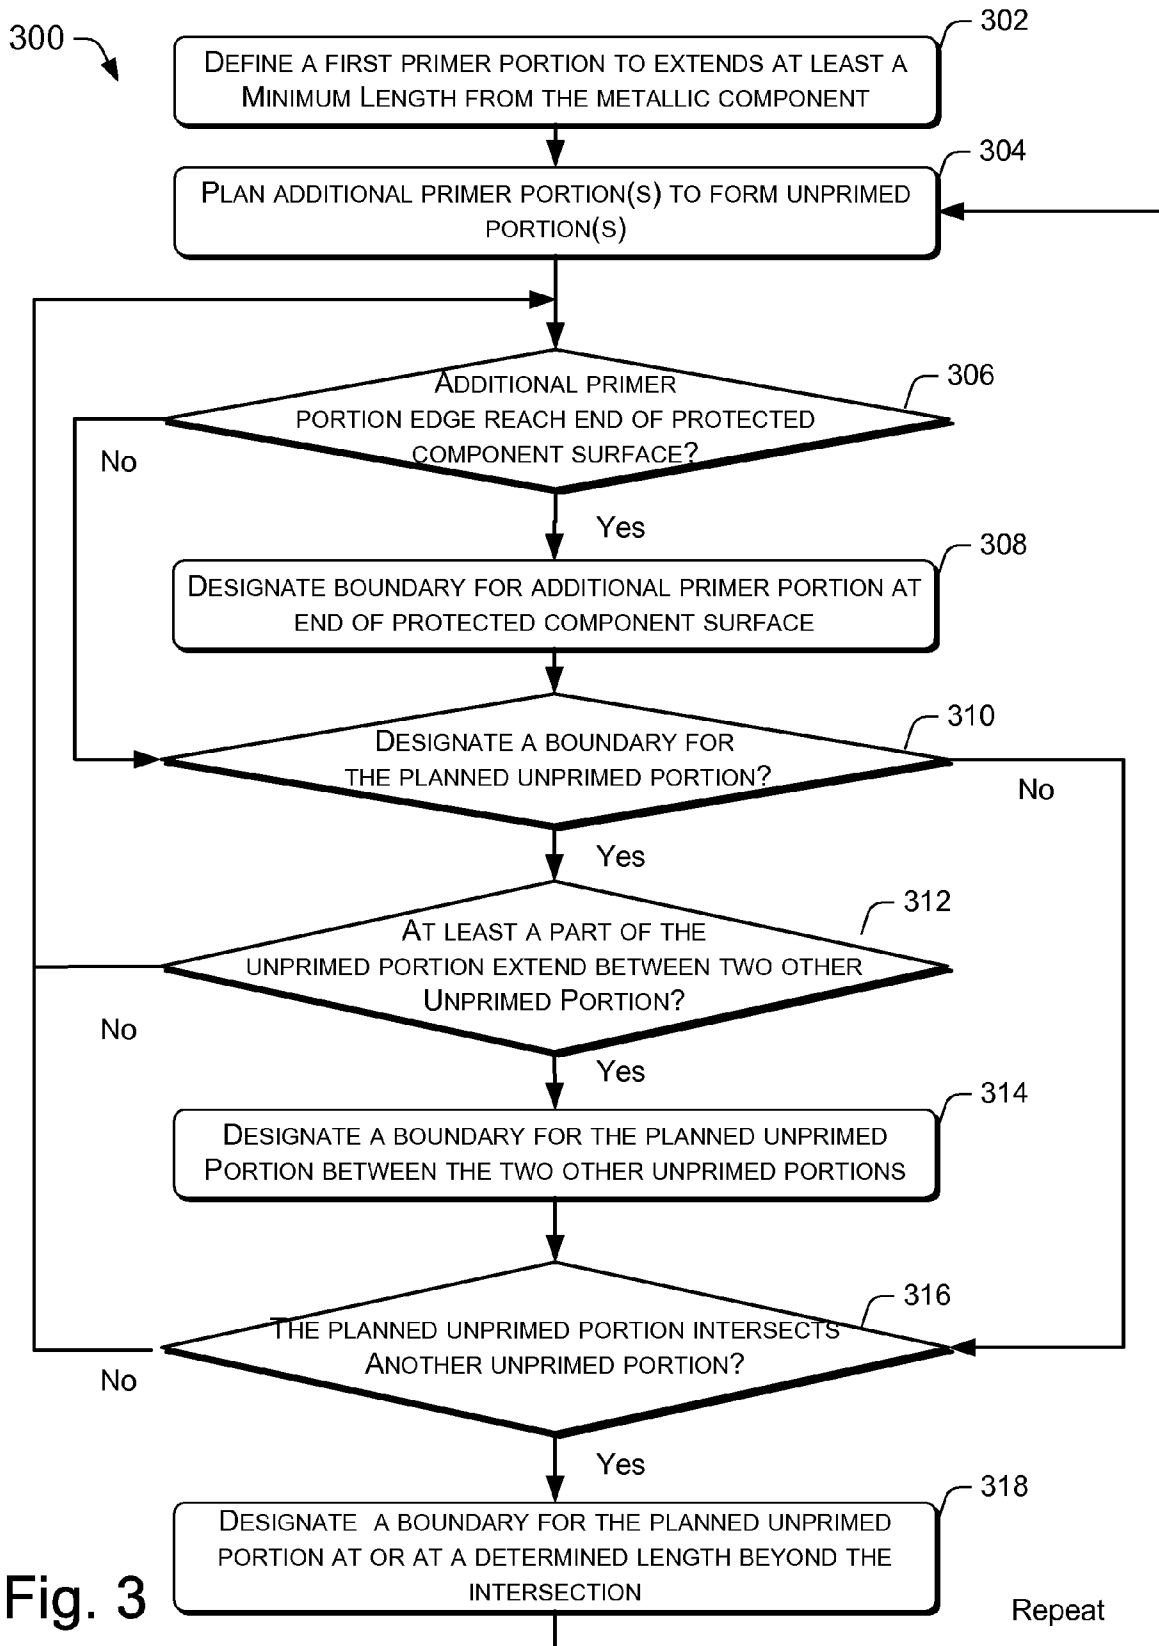 300
302
DEFINE A FIRST PRIMER PORTION TO EXTENDS AT LEAST A
MINIMUM LENGTH FROM THE METALLIC COMPONENT
304
PLAN ADDITIONAL PRIMER PORTION(S) TO FORM UNPRIMED
PORTION(S)
306
ADDITIONAL PRIMER
PORTION EDGE REACH END OF PROTECTED
COMPONENT SURFACE?
No
Yes
308
DESIGNATE BOUNDARY FOR ADDITIONAL PRIMER PORTION AT
END OF PROTECTED COMPONENT SURFACE
310
DESIGNATE A BOUNDARY FOR
THE PLANNED UNPRIMED PORTION?
No
Yes
312
AT LEAST A PART OF THE
UNPRIMED PORTION EXTEND BETWEEN TWO OTHER
UNPRIMED PORTION?
No
Yes
314
DESIGNATE A BOUNDARY FOR THE PLANNED UNPRIMED
PORTION BETWEEN THE TWO OTHER UNPRIMED PORTIONS
316
THE PLANNED UNPRIMED PORTION INTERSECTS
ANOTHER UNPRIMED PORTION?
No
Yes
318
DESIGNATE A BOUNDARY FOR THE PLANNED UNPRIMED
PORTION AT OR AT A DETERMINED LENGTH BEYOND THE
INTERSECTION
Fig. 3
Repeat